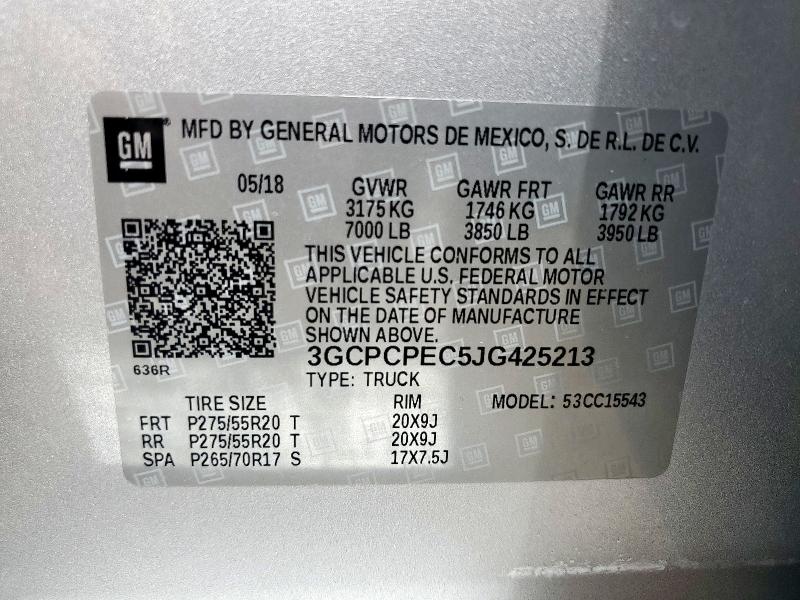 GM MFD BY GENERAL MOTORS DE MEXICO, S. DE R.L. DE C.V.
05/18 GVWR GAWR FRT GAWR RR
3175 KG 1746 KG 1792 KG
7000 LB 3850 LB 3950 LB
THIS VEHICLE CONFORMS TO ALL
APPLICABLE U.S. FEDERAL MOTOR
VEHICLE SAFETY STANDARDS IN EFFECT
ON THE DATE OF MANUFACTURE
SHOWN ABOVE.
3GCPCPEC5JG425213
636R
TYPE: TRUCK
TIRE SIZE RIM MODEL: 53CC15543
FRT P275/55R20 T 20X9J
RR P275/55R20 T 20X9J
SPA P265/70R17 S 17X7.5J